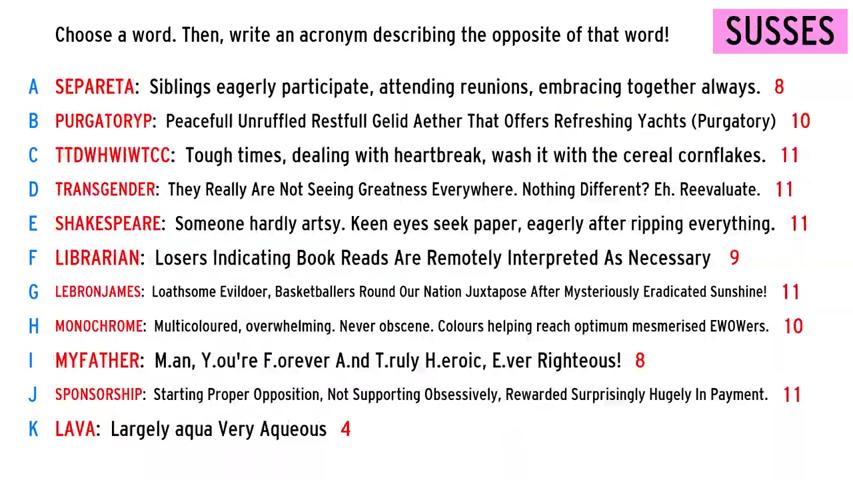 Choose a word. Then, write an acronym describing the opposite of that word!
SUSSES
A SEPARETA: Siblings eagerly participate, attending reunions, embracing together always. 8
B PURGATORYP: Peacefull Unruffled Restfull Gelid Aether That Offers Refreshing Yachts (Purgatory) 10
C TTDWHWIWTCC: Tough times, dealing with heartbreak, wash it with the cereal cornflakes. 11
D TRANSGENDER: They Really Are Not Seeing Greatness Everywhere. Nothing Different? Eh. Reevaluate. 11
E SHAKESPEARE: Someone hardly artsy. Keen eyes seek paper, eagerly after ripping everything. 11
F LIBRARIAN: Losers Indicating Book Reads Are Remotely Interpreted As Necessary 9
G LEBRONJAMES: Loathsome Evildoer, Basketballers Round Our Nation Juxtapose After Mysteriously Eradicated Sunshine! 11
H MONOCHROME: Multicoloured, overwhelming. Never obscene. Colours helping reach optimum mesmerised EWOWers. 10
I MYFATHER: M.an, Y.ou're F.orever A.nd T.ruly H.eroic, E.ver Righteous! 8
J SPONSORSHIP: Starting Proper Opposition, Not Supporting Obsessively, Rewarded Surprisingly Hugely In Payment. 11
K LAVA: Largely aqua Very Aqueous 4